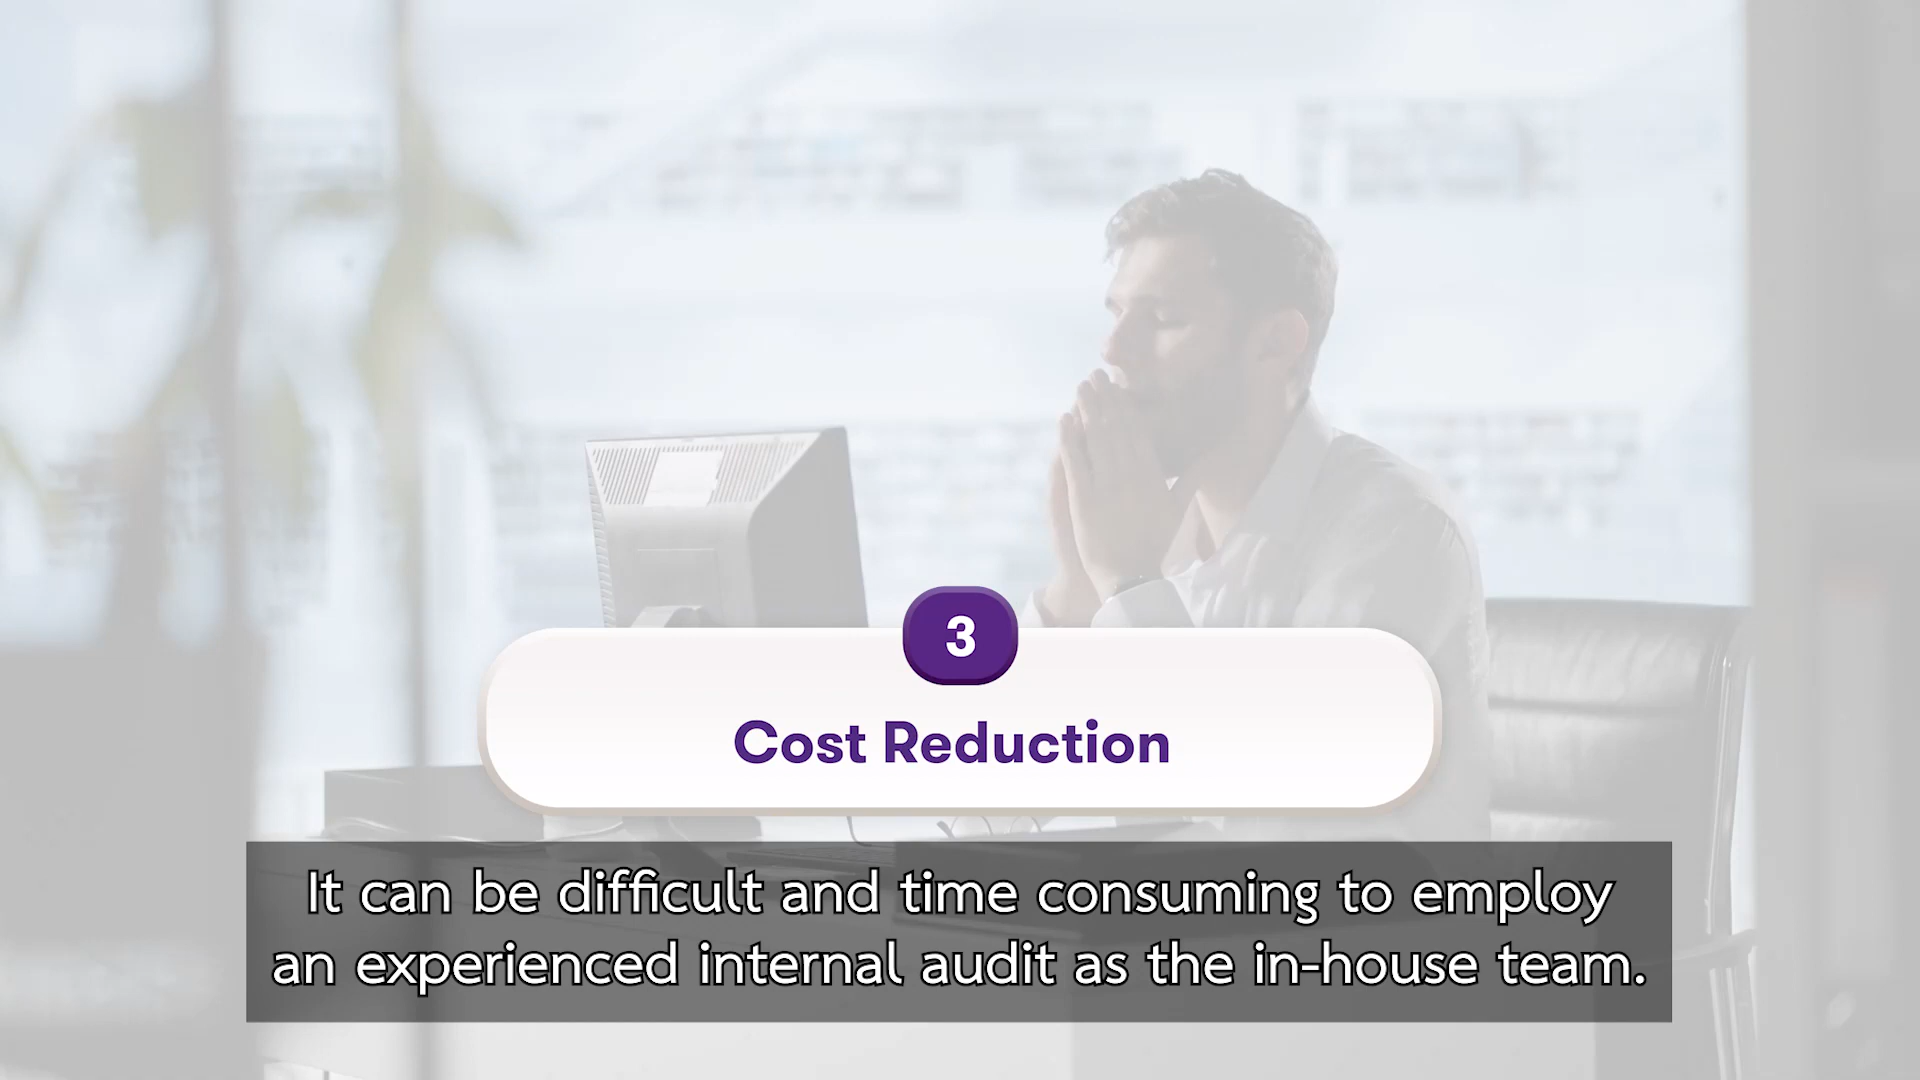 3
Cost Reduction
It can be difficult and time consuming to employ
an experienced internal audit as the in-house team.